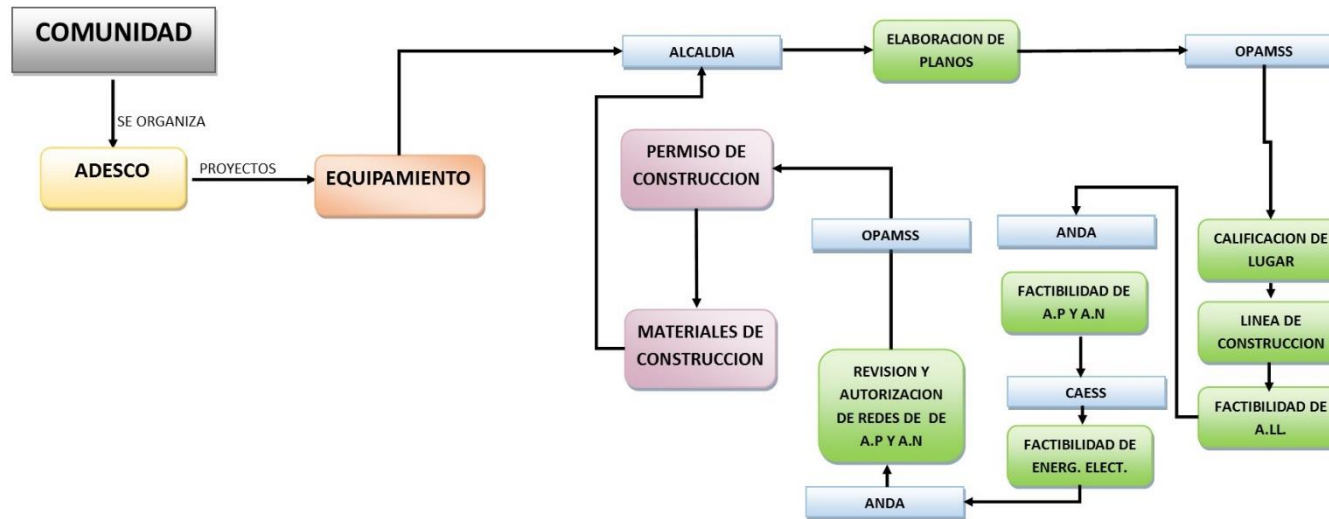 COMUNIDAD
SE ORGANIZA
ADESCO
PROYECTOS
EQUIPAMIENTO
ALCALDIA
ELABORACION DE
PLANOS
OPAMSS
CALIFICACION DE
LUGAR
LINEA DE
CONSTRUCCION
FACTIBILIDAD DE
A.LL.
ANDA
FACTIBILIDAD DE
A.P Y A.N
CAESS
FACTIBILIDAD DE
ENERG. ELECT.
ANDA
REVISION Y
AUTORIZACION
DE REDES DE DE
A.P Y A.N
OPAMSS
PERMISO DE
CONSTRUCCION
MATERIALES DE
CONSTRUCCION